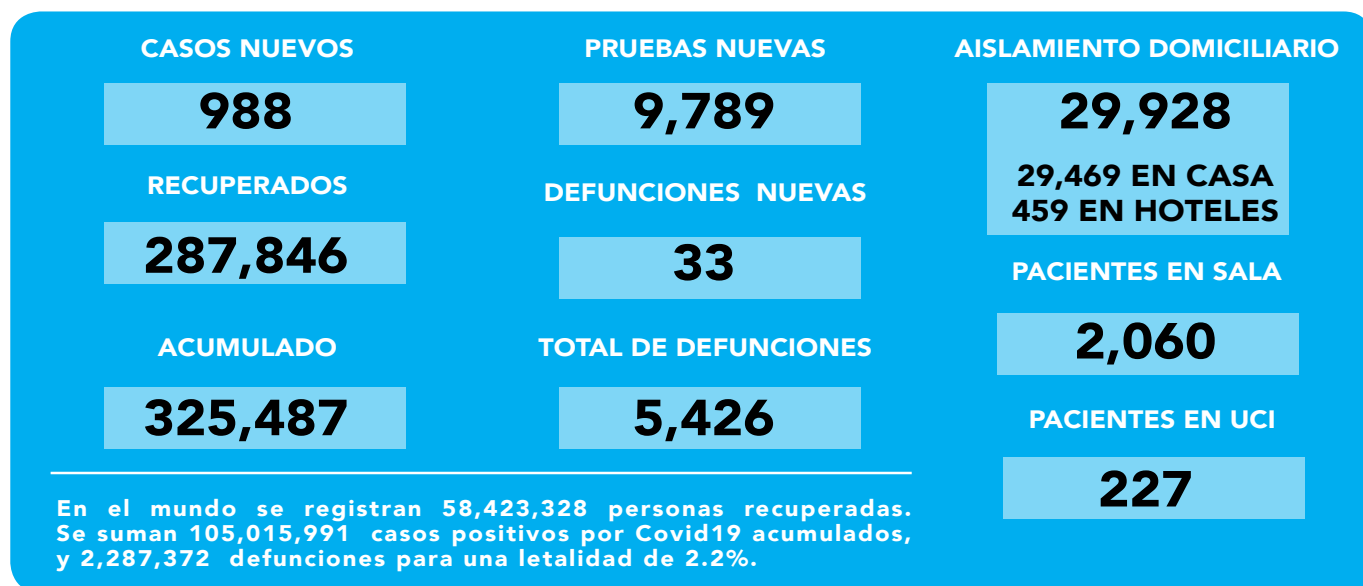 CASOS NUEVOS
988
RECUPERADOS
287,846
ACUMULADO
325,487
PRUEBAS NUEVAS
9,789
DEFUNCIONES NUEVAS
33
TOTAL DE DEFUNCIONES
5,426
AISLAMIENTO DOMICILIARIO
29,928
29,469 EN CASA
459 EN HOTELES
PACIENTES EN SALA
2,060
PACIENTES EN UCI
227
En el mundo se registran 58,423,328 personas recuperadas.
Se suman 105,015,991 casos positivos por Covid19 acumulados,
y 2,287,372 defunciones para una letalidad de 2.2%.